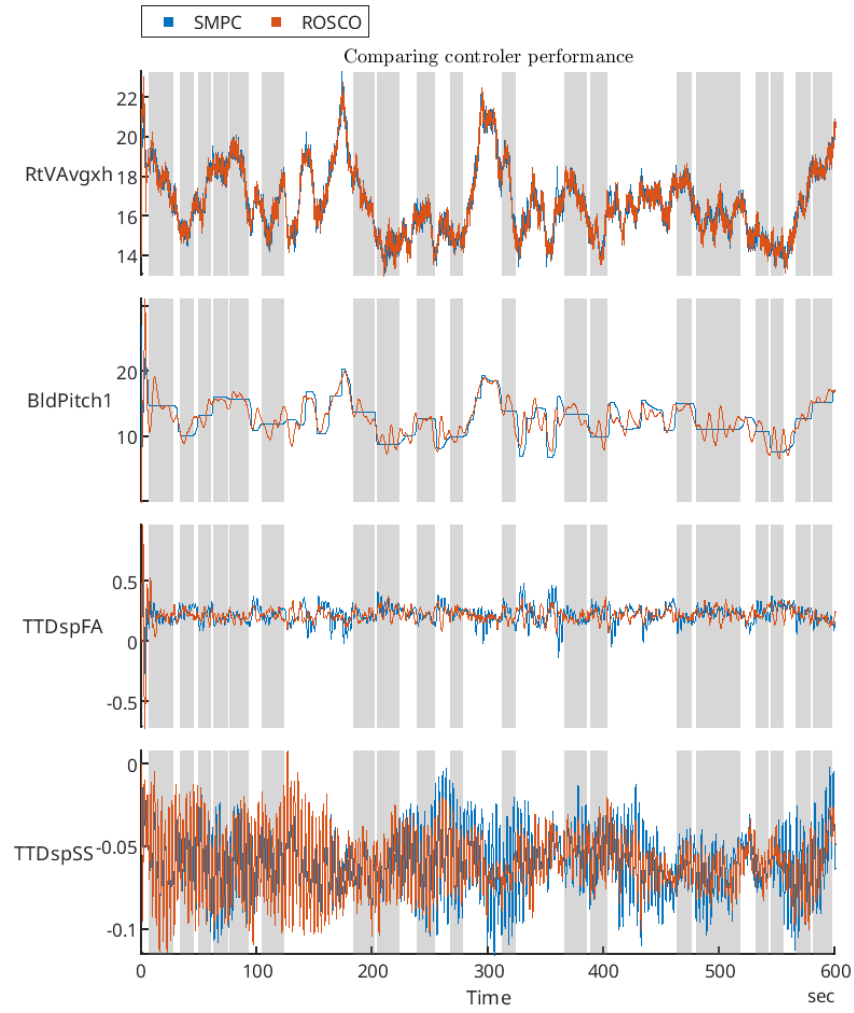 SMPC ROSCO
Comparing controler performance
22
20
RtVAvgxh 18
16
14
20
BldPitch1
10
0.5
TTDspFA
0
-0.5
0
TTDspSS -0.05
-0.1
0 100 200 300 400 500 600
Time sec